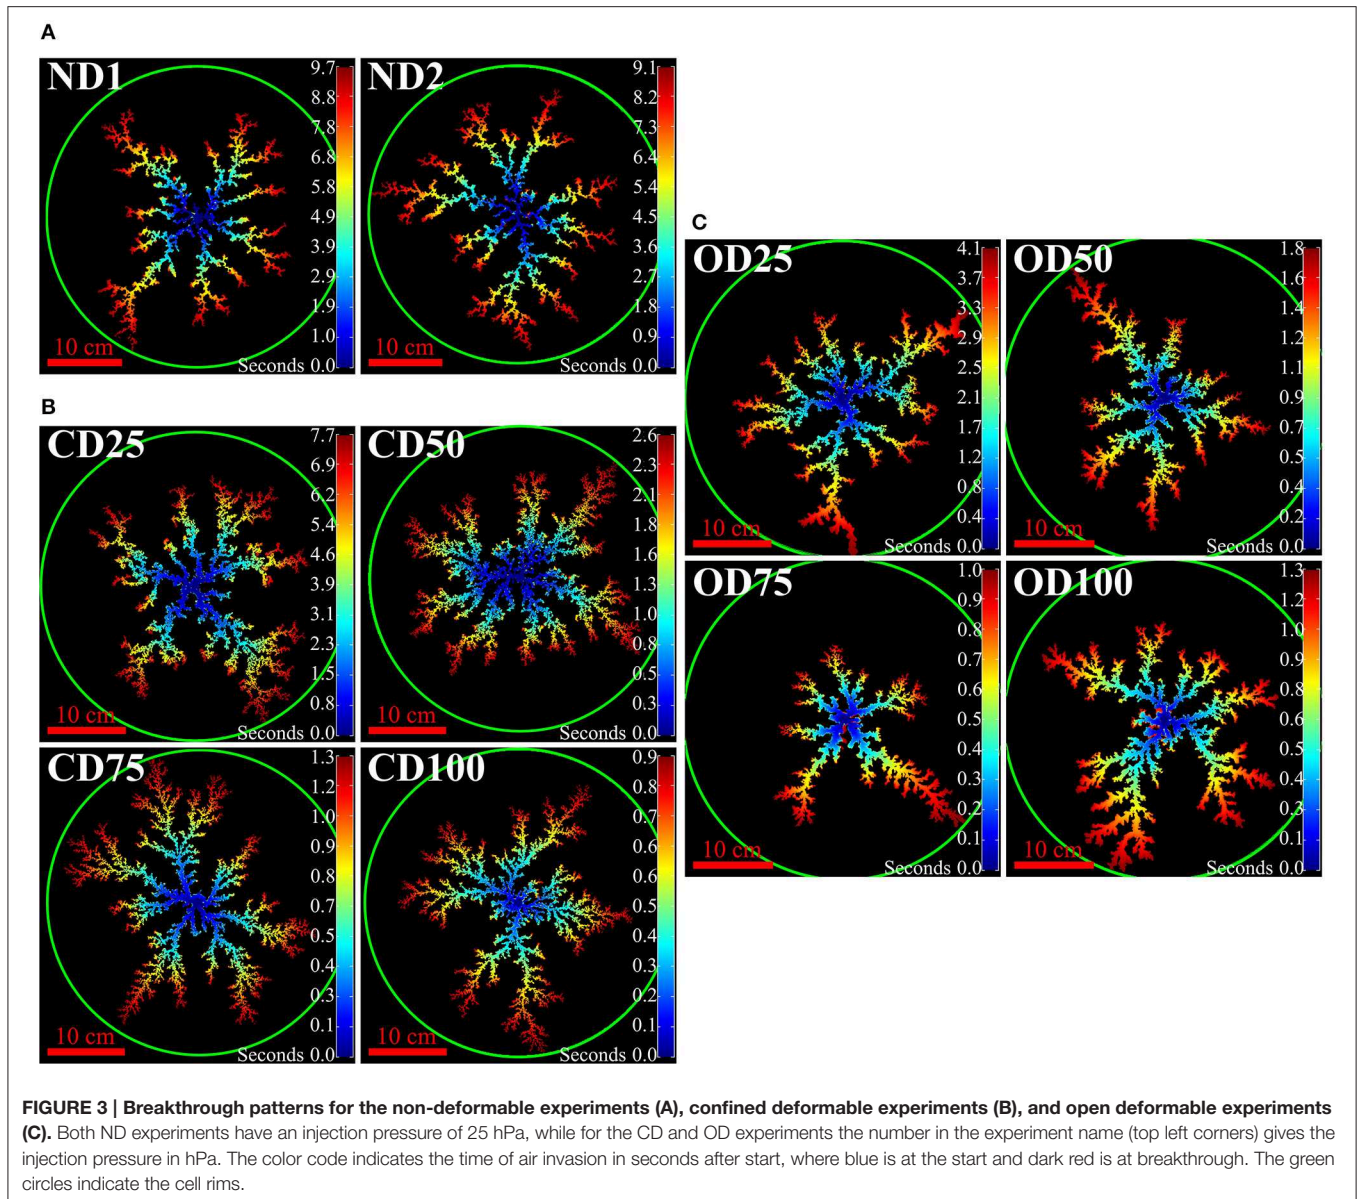 A
ND1
9.7
8.8
7.8
6.8
5.8
4.9
3.9
2.9
1.9
1.0
Seconds 0.0
10 cm
ND2
9.1
8.2
7.3
6.4
5.4
4.5
3.6
2.7
1.8
0.9
Seconds 0.0
10 cm
B
CD25
7.7
6.9
6.2
5.4
4.6
3.9
3.1
2.3
1.5
0.8
Seconds 0.0
10 cm
CD50
2.6
2.3
2.1
1.8
1.6
1.3
1.0
0.8
0.5
0.3
Seconds 0.0
10 cm
CD75
1.3
1.2
1.0
0.9
0.8
0.7
0.5
0.4
0.3
0.1
Seconds 0.0
10 cm
CD100
0.9
0.8
0.7
0.6
0.6
0.5
0.4
0.3
0.2
0.1
Seconds 0.0
10 cm
C
OD25
4.1
3.7
3.3
2.9
2.5
2.1
1.7
1.2
0.8
0.4
Seconds 0.0
10 cm
OD50
1.8
1.6
1.4
1.2
1.1
0.9
0.7
0.5
0.4
0.2
Seconds 0.0
10 cm
OD75
1.0
0.9
0.8
0.7
0.6
0.5
0.4
0.3
0.2
0.1
Seconds 0.0
10 cm
OD100
1.3
1.2
1.0
0.9
0.8
0.6
0.5
0.4
0.3
0.1
Seconds 0.0
10 cm
FIGURE 3 | Breakthrough patterns for the non-deformable experiments (A), confined deformable experiments (B), and open deformable experiments
(C). Both ND experiments have an injection pressure of 25 hPa, while for the CD and OD experiments the number in the experiment name (top left corners) gives the
injection pressure in hPa. The color code indicates the time of air invasion in seconds after start, where blue is at the start and dark red is at breakthrough. The green
circles indicate the cell rims.